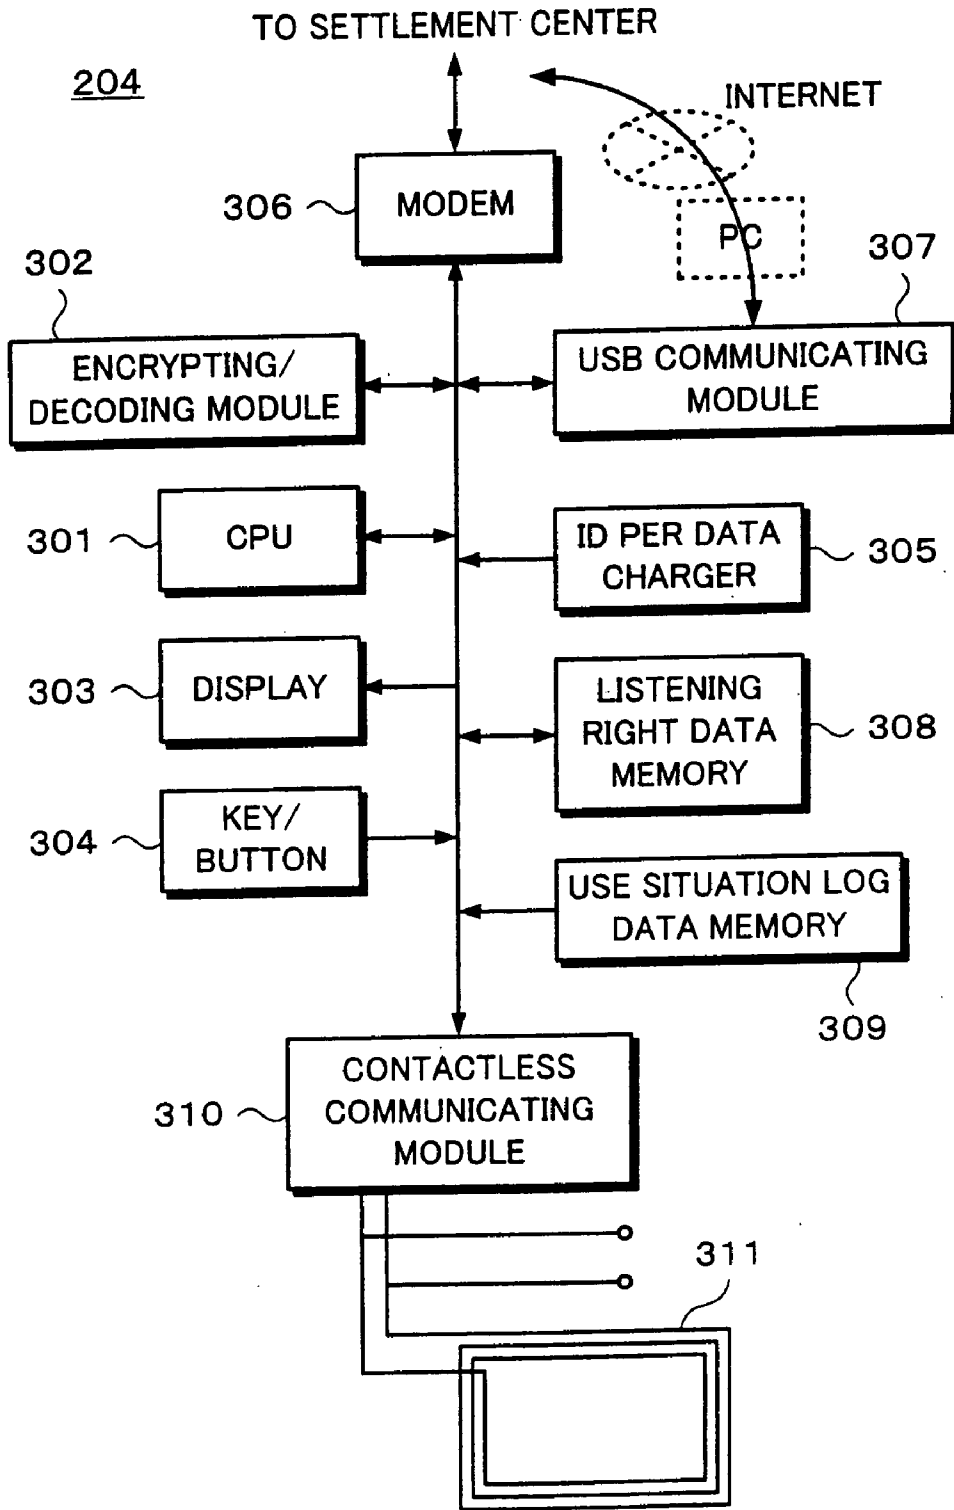 TO SETTLEMENT CENTER
204
INTERNET
306
MODEM
PC
302
307
ENCRYPTING/
DECODING MODULE
USB COMMUNICATING
MODULE
301
CPU
ID PER DATA
CHARGER
305
303
DISPLAY
LISTENING
RIGHT DATA
MEMORY
308
304
KEY/
BUTTON
USE SITUATION LOG
DATA MEMORY
309
310
CONTACTLESS
COMMUNICATING
MODULE
311